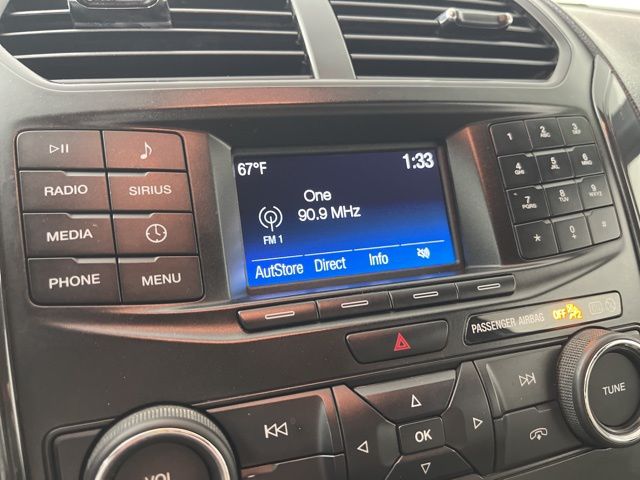 67°F 1:33
One
90.9 MHz
FM 1
AutStore Direct Info
RADIO SIRIUS
MEDIA
PHONE MENU
1 2 ABC 3 DEF
4 GHI 5 JKL 6 MNO
7 PQRS 8 TUV 9 WXYZ
* 0 #
PASSENGER AIRBAG OFF
OK
VOL
TUNE